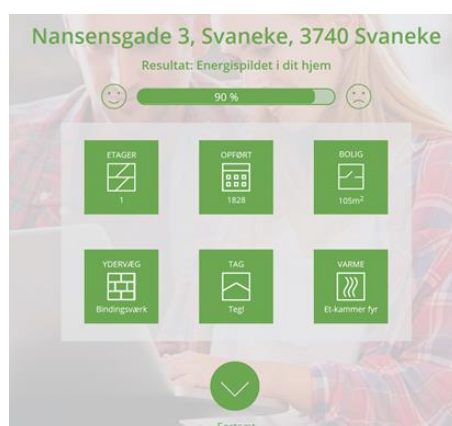 Nansensgade 3, Svaneke, 3740 Svaneke
Resultat: Energispildet i dit hjem
90 %
ETAGER
1
OPFØRT
1828
BOLIG
105m²
YDERVÆG
Bindingsværk
TAG
Tegl
VARME
Et-kammer fyr